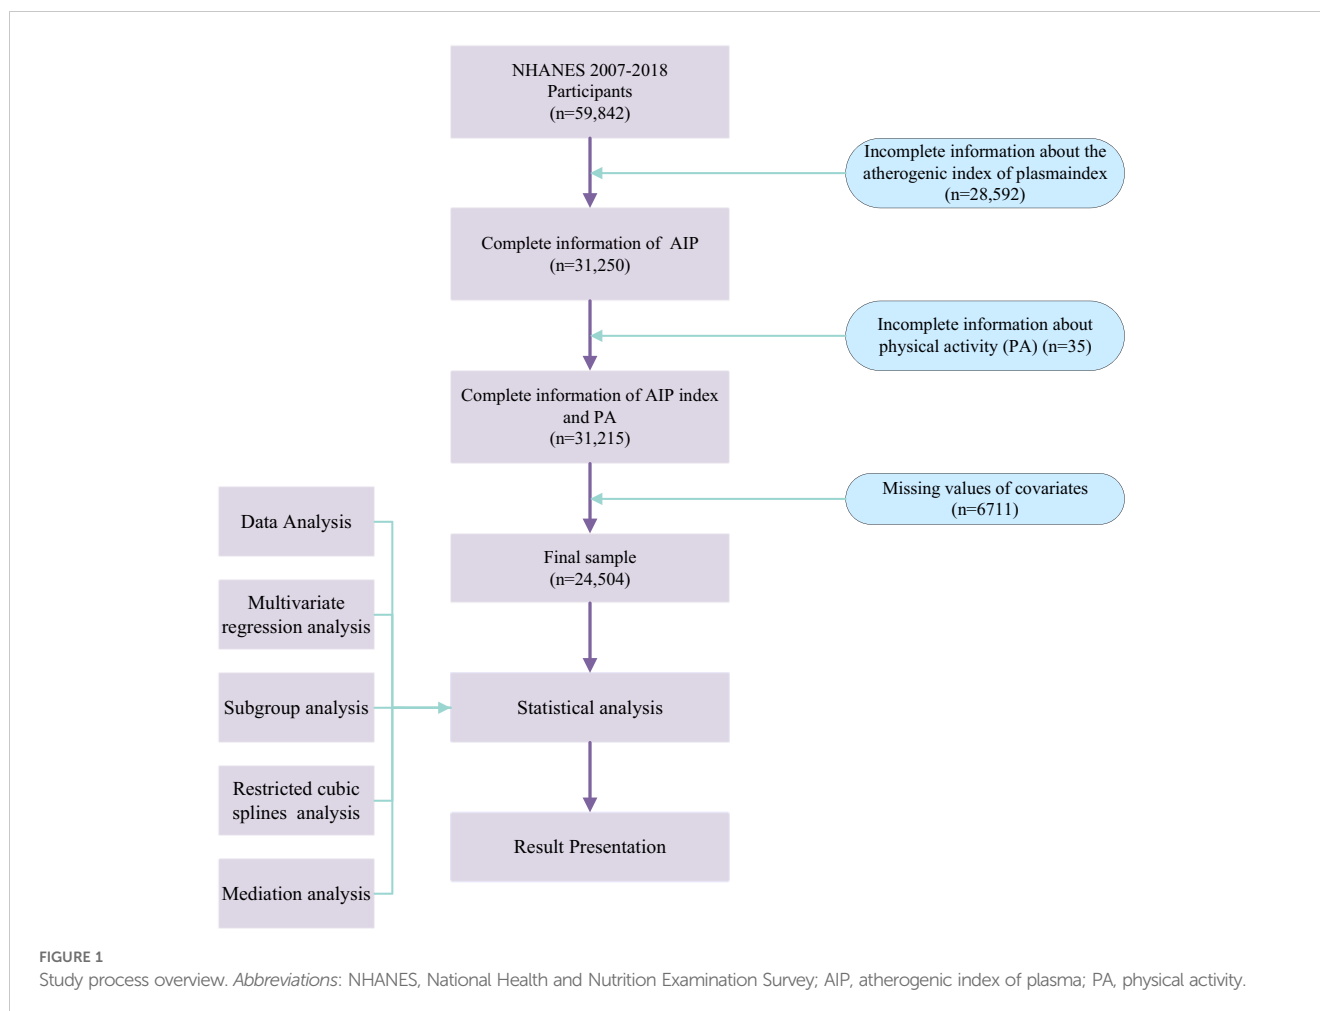 NHANES 2007-2018
Participants
(n=59,842)
Incomplete information about the
atherogenic index of plasmaindex
(n=28,592)
Complete information of AIP
(n=31,250)
Incomplete information about
physical activity (PA) (n=35)
Complete information of AIP index
and PA
(n=31,215)
Missing values of covariates
(n=6711)
Final sample
(n=24,504)
Data Analysis
Multivariate
regression analysis
Subgroup analysis
Restricted cubic
splines analysis
Mediation analysis
Statistical analysis
Result Presentation
FIGURE 1
Study process overview. Abbreviations: NHANES, National Health and Nutrition Examination Survey; AIP, atherogenic index of plasma; PA, physical activity.